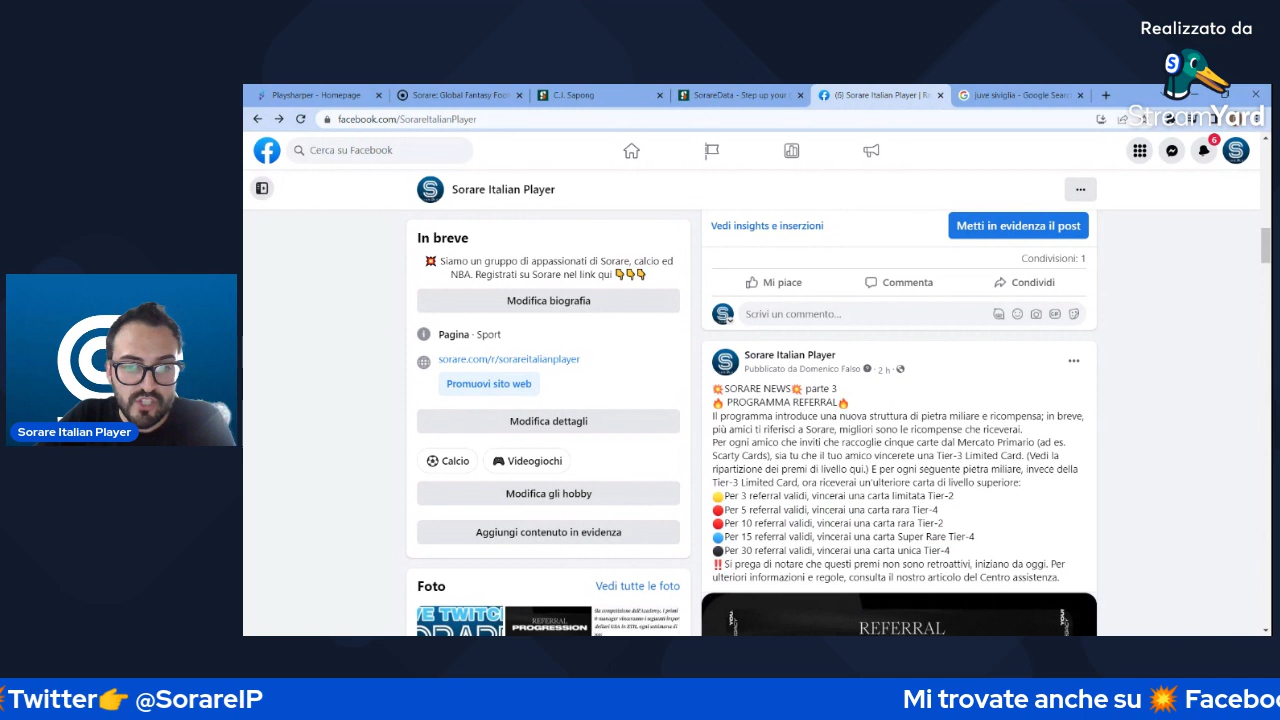 Realizzato da
StreamYard
Playsharper - Homepage
Sorare: Global Fantasy Foo
C.J. Sapong
SorareData - Step up your
(6) Sorare Italian Player |
juve siviglia - Google Sear
facebook.com/SorareItalianPlayer
Cerca su Facebook
6
Sorare Italian Player
In breve
💥 Siamo un gruppo di appassionati di Sorare, calcio ed
NBA. Registrati su Sorare nel link qui 👇👇👇
Modifica biografia
Pagina · Sport
sorare.com/r/sorareitalianplayer
Promuovi sito web
Modifica dettagli
Calcio
Videogiochi
Modifica gli hobby
Aggiungi contenuto in evidenza
Foto
Vedi tutte le foto
VE TWITCH
REFERRAL
PROGRESSION
Vedi insights e inserzioni
Metti in evidenza il post
Condivisioni: 1
Mi piace
Commenta
Condividi
Scrivi un commento...
Sorare Italian Player
Pubblicato da Domenico Falso · 2 h ·
💥SORARE NEWS💥 parte 3
🔥 PROGRAMMA REFERRAL🔥
Il programma introduce una nuova struttura di pietra miliare e ricompensa; in breve,
più amici ti riferisci a Sorare, migliori sono le ricompense che riceverai.
Per ogni amico che inviti che raccoglie cinque carte dal Mercato Primario (ad es.
Scarty Cards), sia tu che il tuo amico vincerete una Tier-3 Limited Card. (Vedi la
ripartizione dei premi di livello qui.) E per ogni seguente pietra miliare, invece della
Tier-3 Limited Card, ora riceverai un'ulteriore carta di livello superiore:
🟡Per 3 referral validi, vincerai una carta limitata Tier-2
🔴Per 5 referral validi, vincerai una carta rara Tier-4
🔴Per 10 referral validi, vincerai una carta rara Tier-2
🔵Per 15 referral validi, vincerai una carta Super Rare Tier-4
⚫Per 30 referral validi, vincerai una carta unica Tier-4
‼️Si prega di notare che questi premi non sono retroattivi, iniziano da oggi. Per
ulteriori informazioni e regole, consulta il nostro articolo del Centro assistenza.
REFERRAL
Sorare Italian Player
Twitter👉 @SorareIP
Mi trovate anche su 💥 Facebo